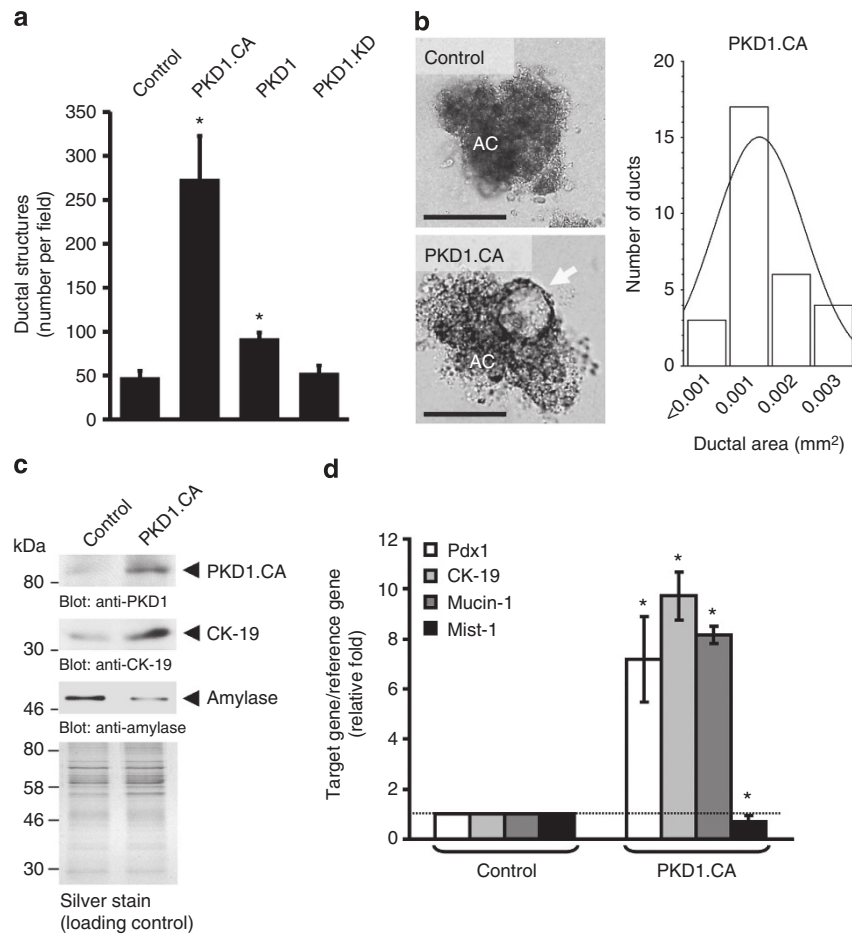 a
Control
PKD1.CA
PKD1
PKD1.KD
350
300
250
200
150
100
50
0
Ductal structures
(number per field)
*
*
b
Control
AC
PKD1.CA
AC
PKD1.CA
20
15
10
5
0
Number of ducts
<0.001
0.001
0.002
0.003
Ductal area (mm²)
c
Control
PKD1.CA
kDa
80
PKD1.CA
Blot: anti-PKD1
30
CK-19
Blot: anti-CK-19
46
Amylase
Blot: anti-amylase
80
58
46
30
Silver stain
(loading control)
d
12
10
8
6
4
2
0
Target gene/reference gene
(relative fold)
Pdx1
CK-19
Mucin-1
Mist-1
*
*
*
*
Control
PKD1.CA